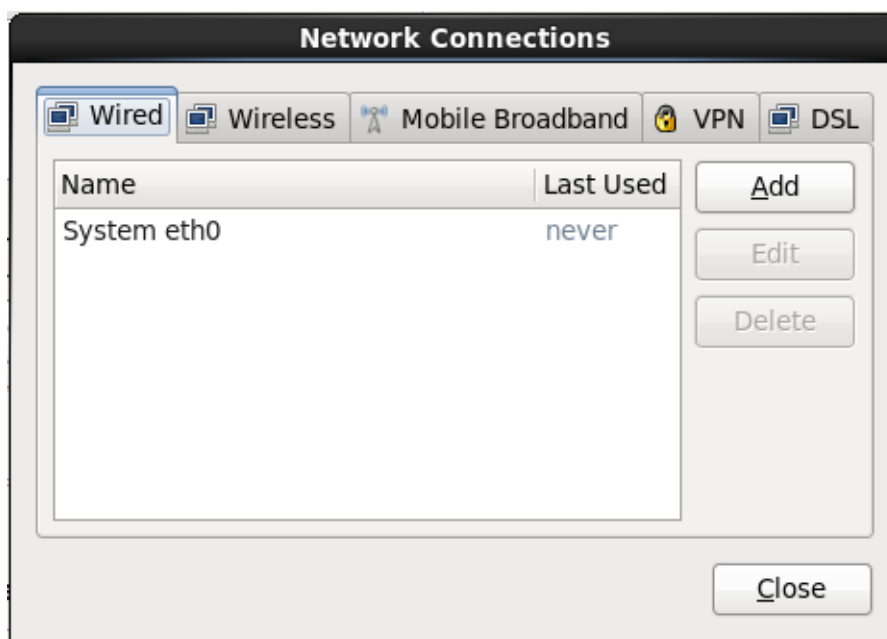 Network Connections
Wired Wireless Mobile Broadband VPN DSL
Name Last Used Add
System eth0 never
Edit
Delete
Close